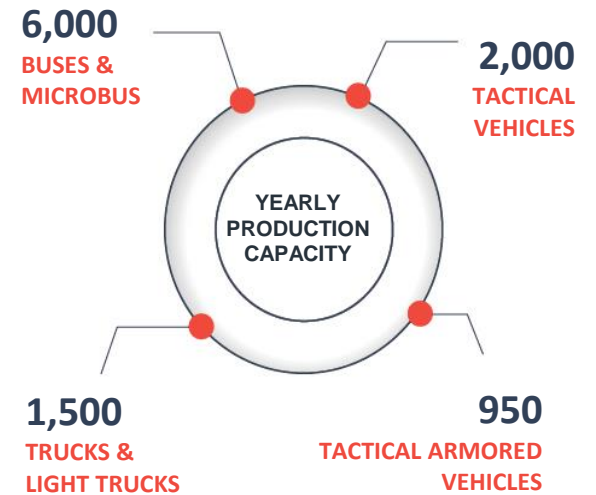 6,000
BUSES &
MICROBUS
2,000
TACTICAL
VEHICLES
YEARLY
PRODUCTION
CAPACITY
1,500
TRUCKS &
LIGHT TRUCKS
950
TACTICAL ARMORED
VEHICLES